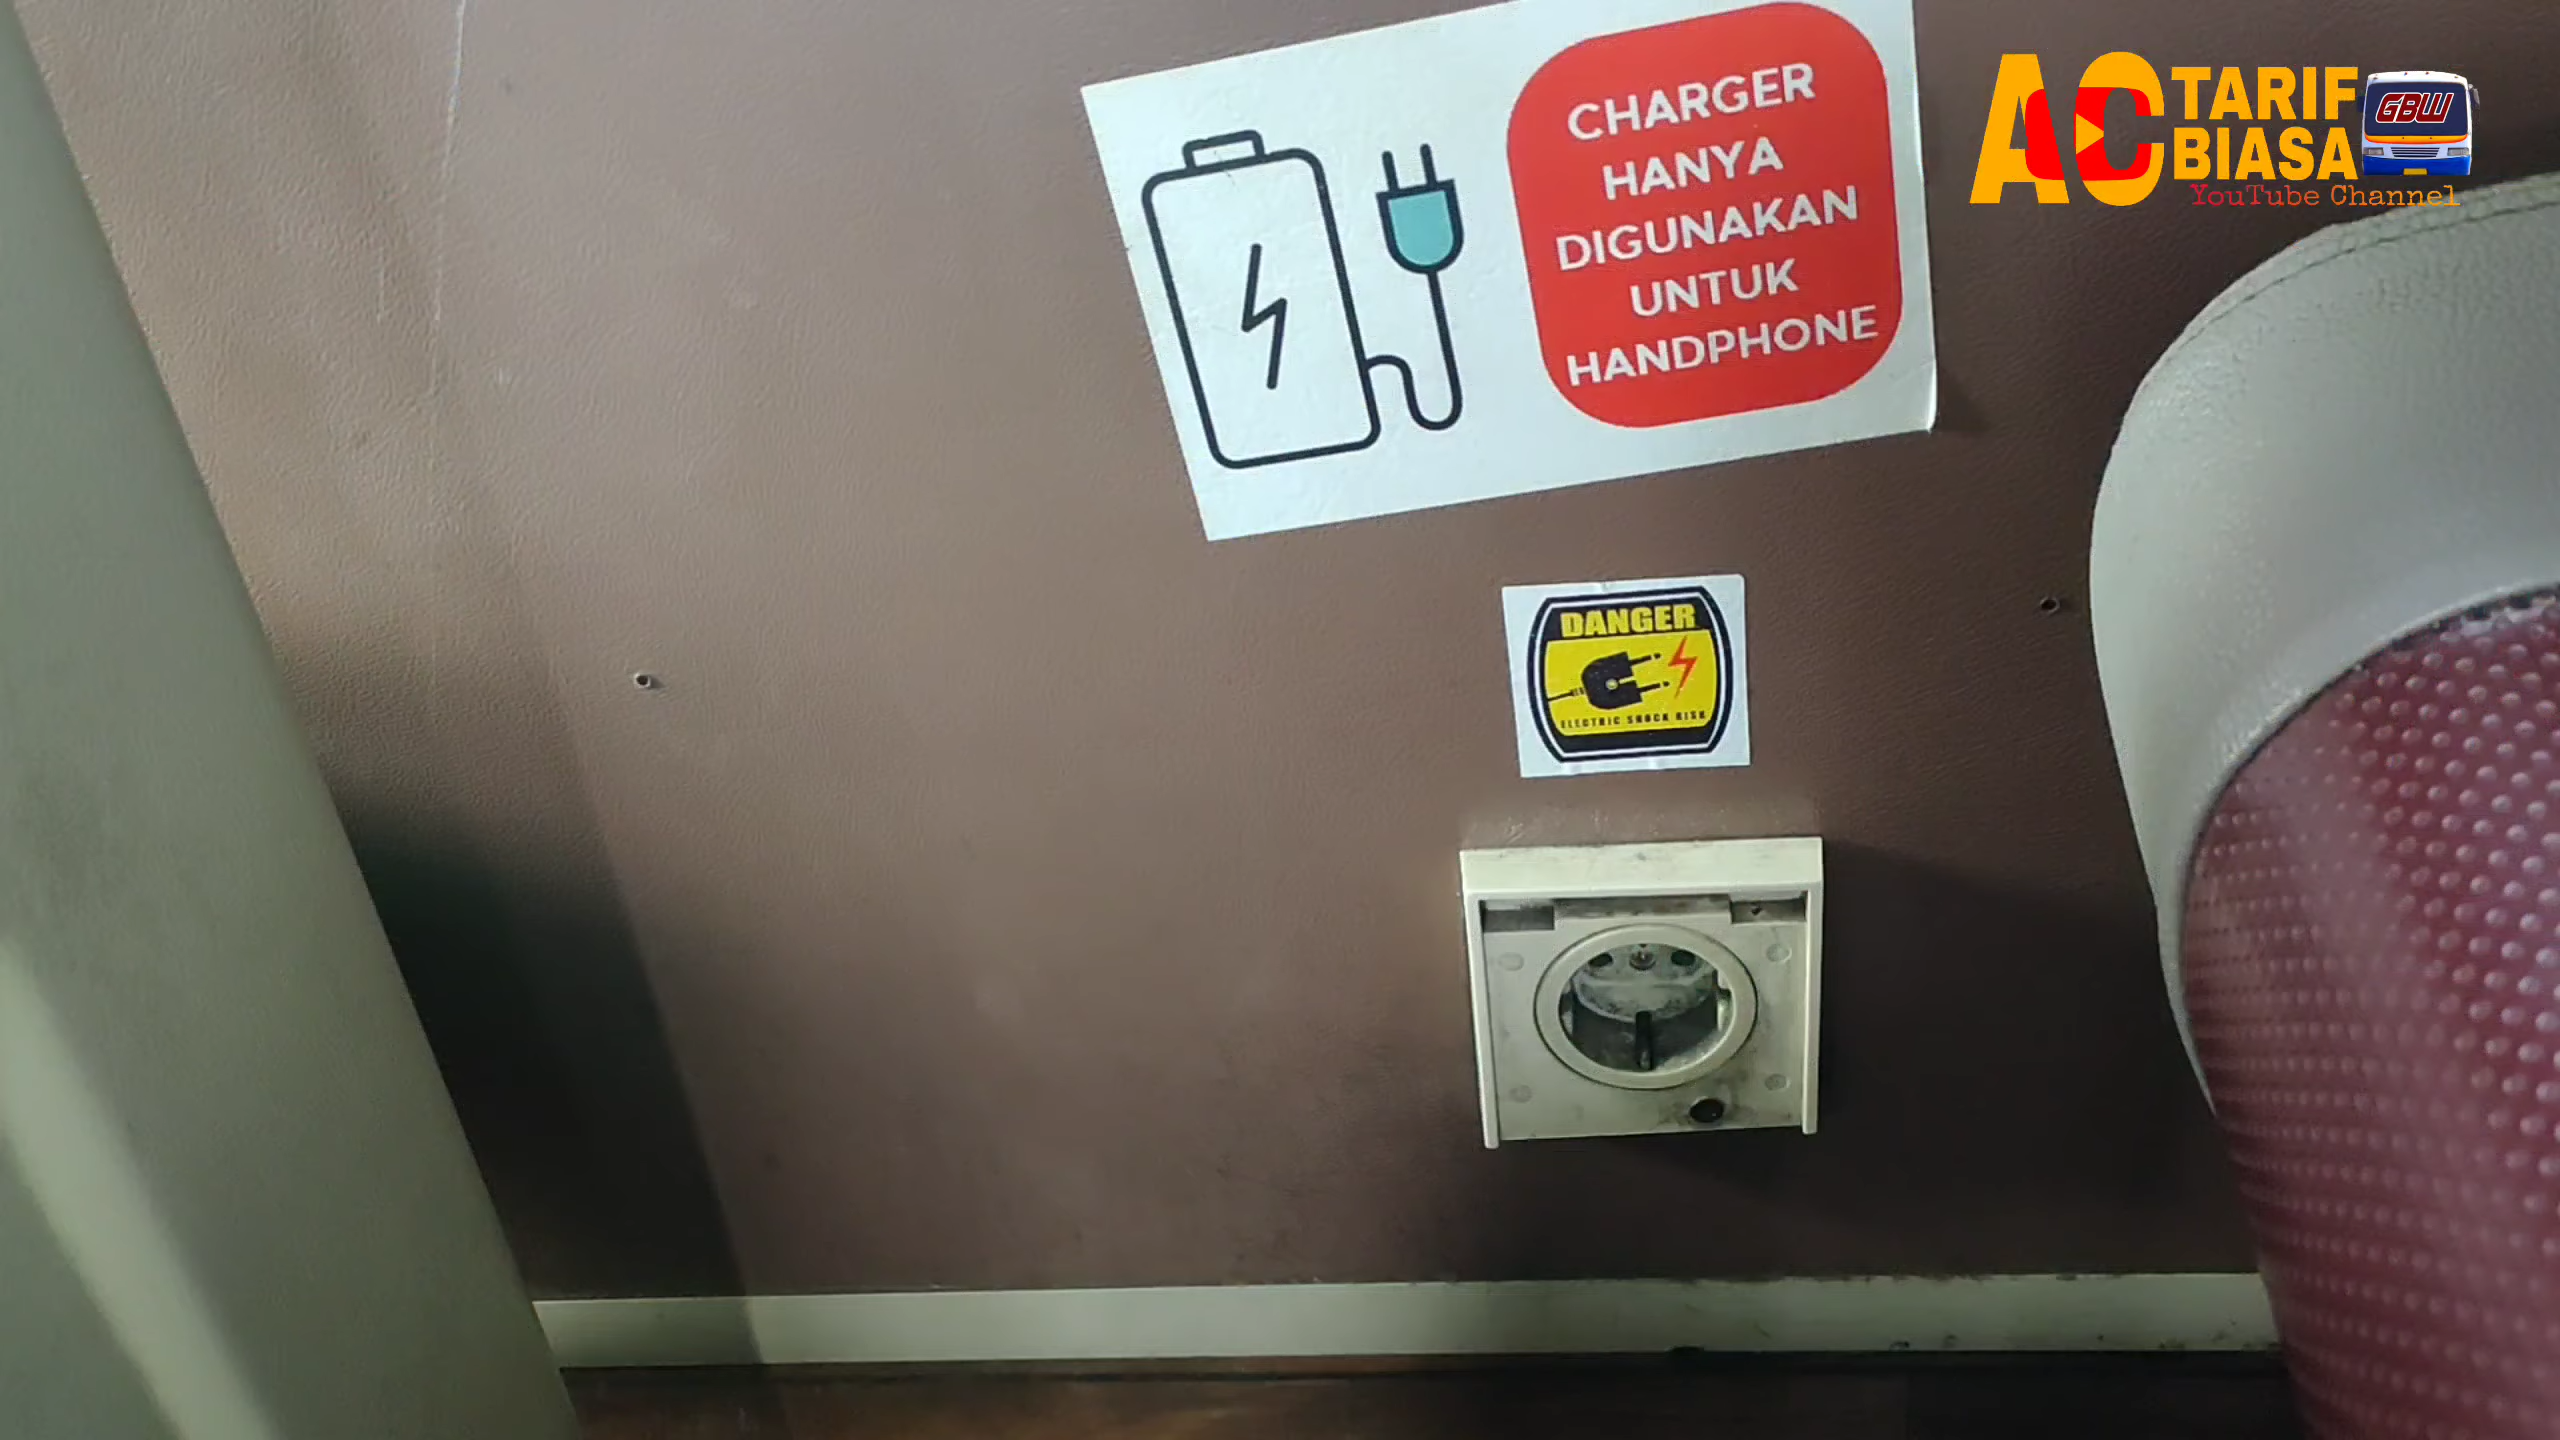 CHARGER
HANYA
DIGUNAKAN
UNTUK
HANDPHONE
AC TARIF
BIASA
GBW
YouTube Channel
DANGER
ELECTRIC SHOCK RISK